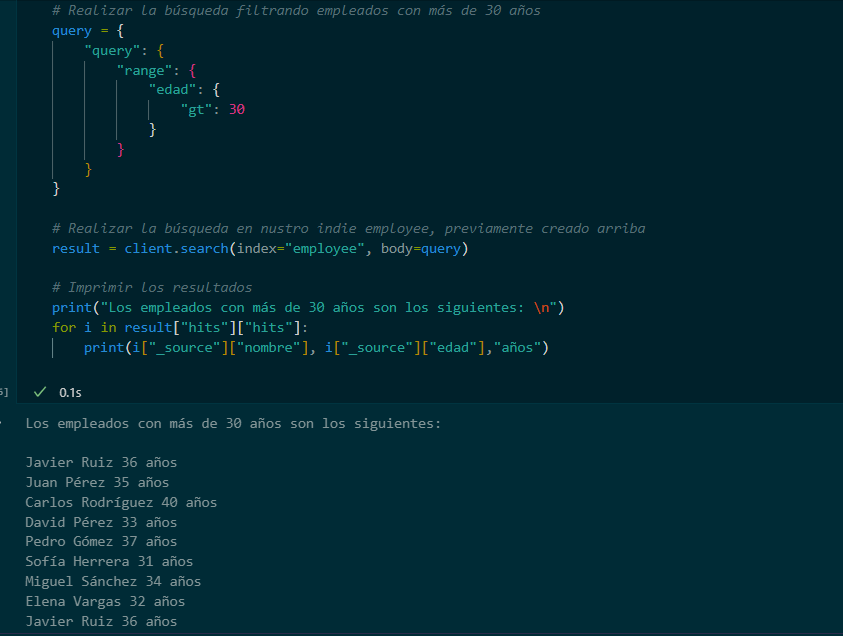 # Realizar la búsqueda filtrando empleados con más de 30 años
query = {
    "query": {
        "range": {
            "edad": {
                "gt": 30
            }
        }
    }
}
# Realizar la búsqueda en nustro indie employee, previamente creado arriba
result = client.search(index="employee", body=query)
# Imprimir los resultados
print("Los empleados con más de 30 años son los siguientes: \n")
for i in result["hits"]["hits"]:
    print(i["_source"]["nombre"], i["_source"]["edad"],"años")
] ✓ 0.1s
Los empleados con más de 30 años son los siguientes:
Javier Ruiz 36 años
Juan Pérez 35 años
Carlos Rodríguez 40 años
David Pérez 33 años
Pedro Gómez 37 años
Sofía Herrera 31 años
Miguel Sánchez 34 años
Elena Vargas 32 años
Javier Ruiz 36 años